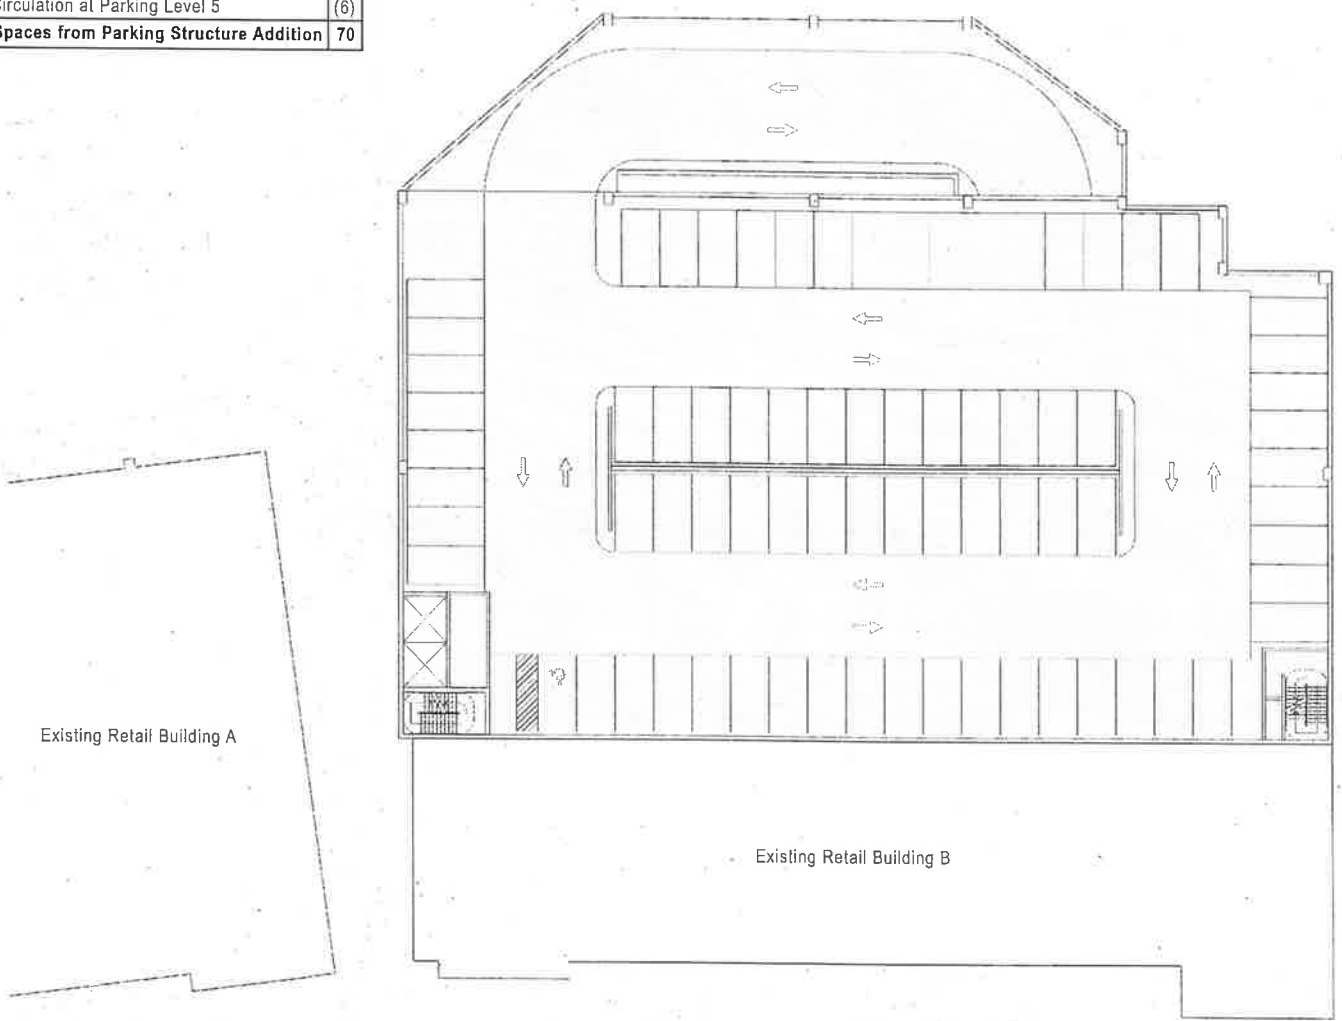 Circulation at Parking Level 5 (6)
Spaces from Parking Structure Addition 70
Existing Retail Building A
Existing Retail Building B